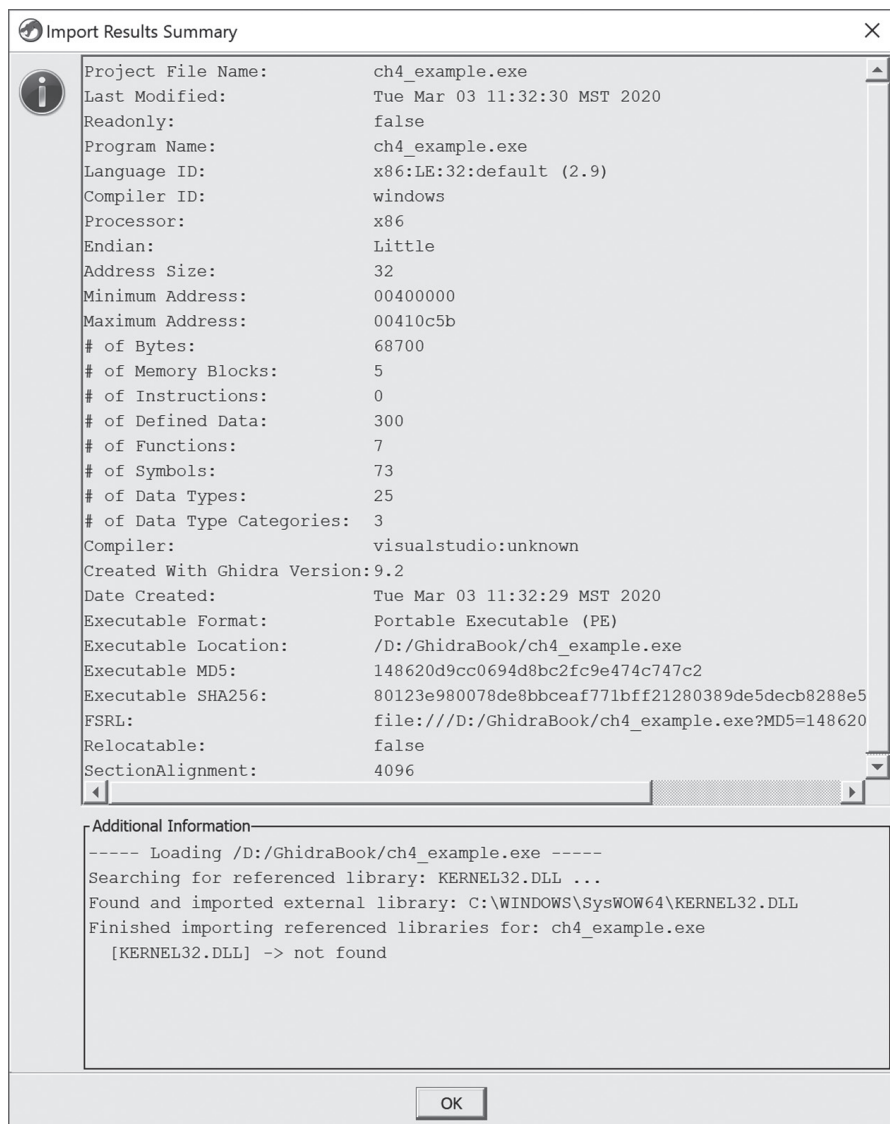 Import Results Summary
Project File Name: ch4_example.exe
Last Modified: Tue Mar 03 11:32:30 MST 2020
Readonly: false
Program Name: ch4_example.exe
Language ID: x86:LE:32:default (2.9)
Compiler ID: windows
Processor: x86
Endian: Little
Address Size: 32
Minimum Address: 00400000
Maximum Address: 00410c5b
# of Bytes: 68700
# of Memory Blocks: 5
# of Instructions: 0
# of Defined Data: 300
# of Functions: 7
# of Symbols: 73
# of Data Types: 25
# of Data Type Categories: 3
Compiler: visualstudio:unknown
Created With Ghidra Version: 9.2
Date Created: Tue Mar 03 11:32:29 MST 2020
Executable Format: Portable Executable (PE)
Executable Location: /D:/GhidraBook/ch4_example.exe
Executable MD5: 148620d9cc0694d8bc2fc9e474c747c2
Executable SHA256: 80123e980078de8bbceaf771bff21280389de5decb8288e5
FSRL: file:///D:/GhidraBook/ch4_example.exe?MD5=148620
Relocatable: false
SectionAlignment: 4096
Additional Information
----- Loading /D:/GhidraBook/ch4_example.exe -----
Searching for referenced library: KERNEL32.DLL ...
Found and imported external library: C:\WINDOWS\SysWOW64\KERNEL32.DLL
Finished importing referenced libraries for: ch4_example.exe
[KERNEL32.DLL] -> not found
OK